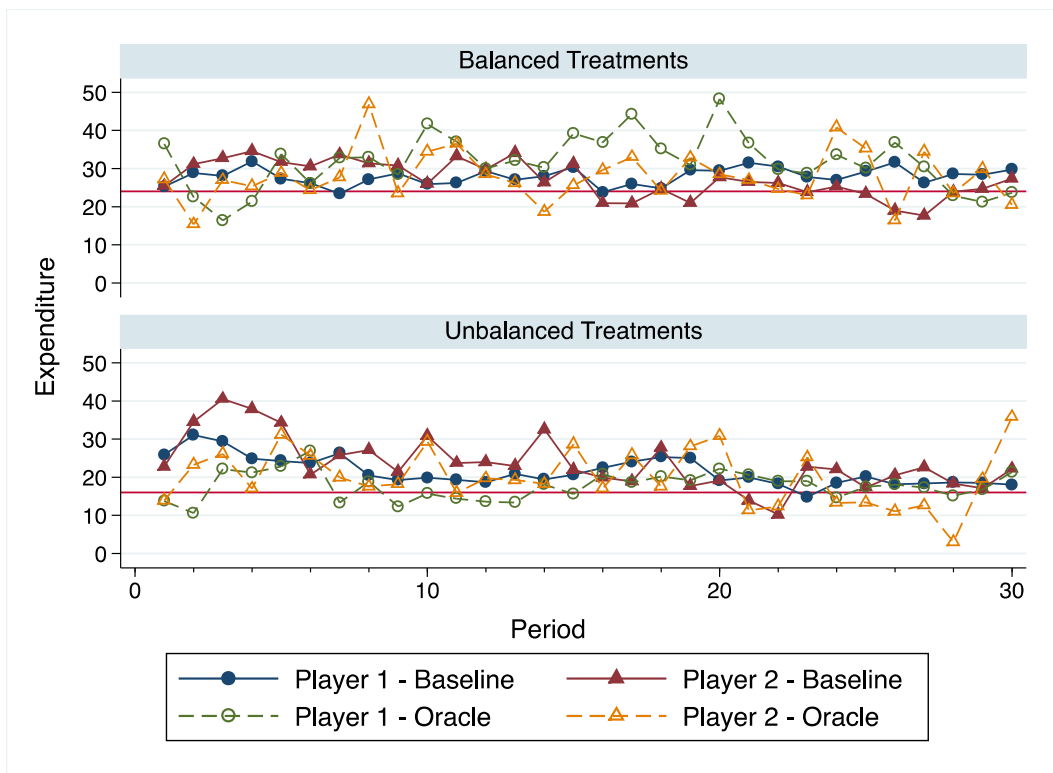 Balanced Treatments
50
40
30
20
10
0
Unbalanced Treatments
50
40
30
20
10
0
Expenditure
0 10 20 30
Period
Player 1 - Baseline Player 2 - Baseline
Player 1 - Oracle Player 2 - Oracle